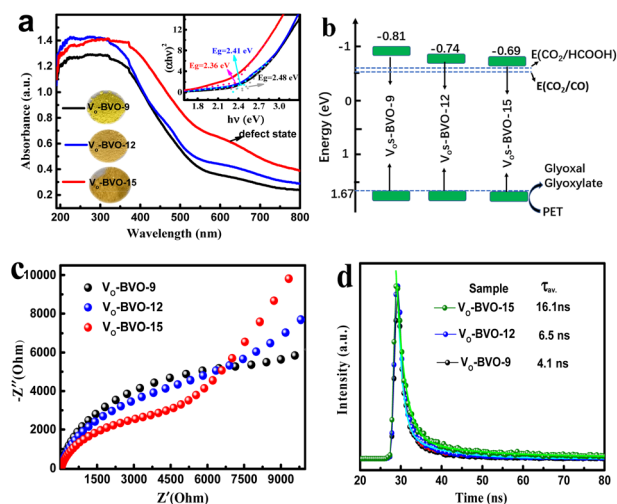 a
Absorbance (a.u.)
1.4
1.2
1.0
0.8
0.6
0.4
0.2
200
300
400
500
600
700
800
Wavelength (nm)
Vo-BVO-9
Vo-BVO-12
Vo-BVO-15
defect state
(αhν)²
Eg=2.41 eV
Eg=2.36 eV
Eg=2.48 eV
1.8
2.1
2.4
2.7
3.0
hν (eV)
b
Energy (eV)
-1
0
1
1.67
-0.81
-0.74
-0.69
E(CO₂/HCOOH)
E(CO₂/CO)
Vₒs-BVO-9
Vₒs-BVO-12
Vₒs-BVO-15
Glyoxal
Glyoxylate
PET
c
-Z''(Ohm)
10000
8000
6000
4000
2000
0
1500
3000
4500
6000
7500
9000
Z'(Ohm)
Vₒ-BVO-9
Vₒ-BVO-12
Vₒ-BVO-15
d
Intensity (a.u.)
Sample τav.
Vₒ-BVO-15 16.1ns
Vₒ-BVO-12 6.5 ns
Vₒ-BVO-9 4.1 ns
20
30
40
50
60
70
80
Time (ns)